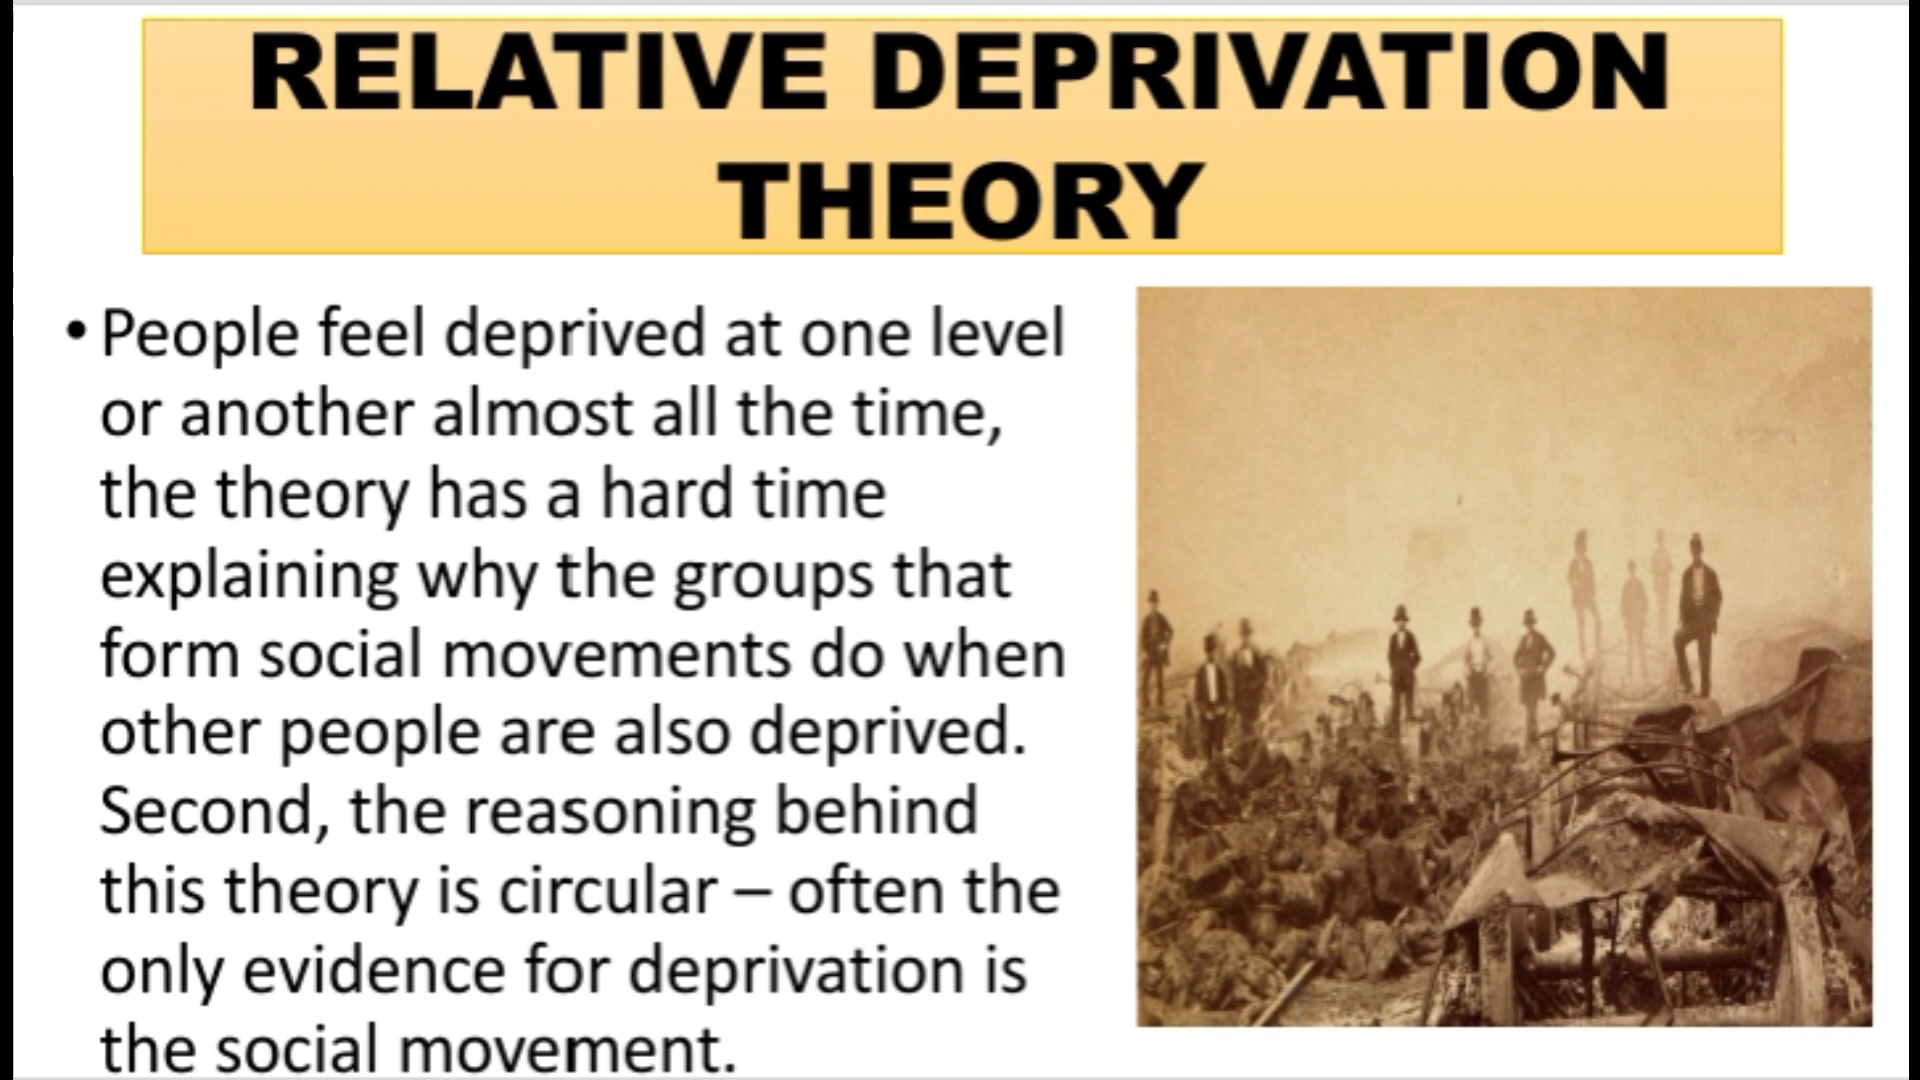 RELATIVE DEPRIVATION
THEORY
• People feel deprived at one level
or another almost all the time,
the theory has a hard time
explaining why the groups that
form social movements do when
other people are also deprived.
Second, the reasoning behind
this theory is circular – often the
only evidence for deprivation is
the social movement.